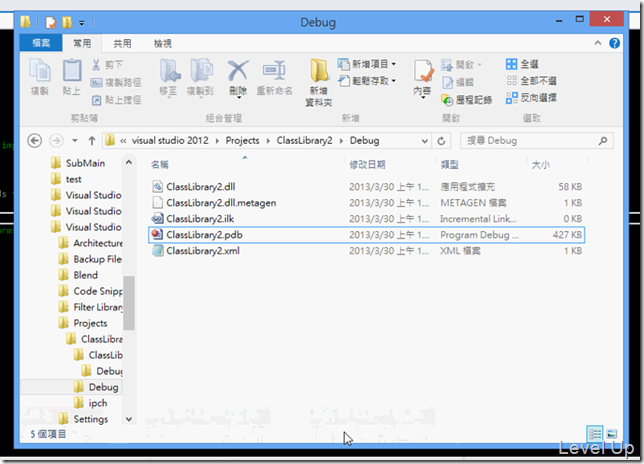 Debug
檔案 常用 共用 檢視
複製 貼上 剪下 複製路徑 貼上捷徑
移至 複製到 刪除 重新命名
新增資料夾 新增項目 輕鬆存取
內容 開啟 編輯 歷程記錄
全選 全部不選 反向選擇
剪貼簿 組合管理 新增 開啟 選取
« visual studio 2012 Projects ClassLibrary2 Debug 搜尋 Debug
SubMain
test
Visual Studio
Visual Studio
Visual Studio
Architecture
Backup File
Blend
Code Snipp
Filter Library
Projects
ClassLibra
ClassLib
Debug
Debug
ipch
Settings
名稱 修改日期 類型 大小
ClassLibrary2.dll 2013/3/30 上午 1... 應用程式擴充 58 KB
ClassLibrary2.dll.metagen 2013/3/30 上午 1... METAGEN 檔案 1 KB
ClassLibrary2.ilk 2013/3/30 上午 1... Incremental Link... 0 KB
ClassLibrary2.pdb 2013/3/30 上午 1... Program Debug ... 427 KB
ClassLibrary2.xml 2013/3/30 上午 1... XML 檔案 1 KB
5 個項目
Level Up